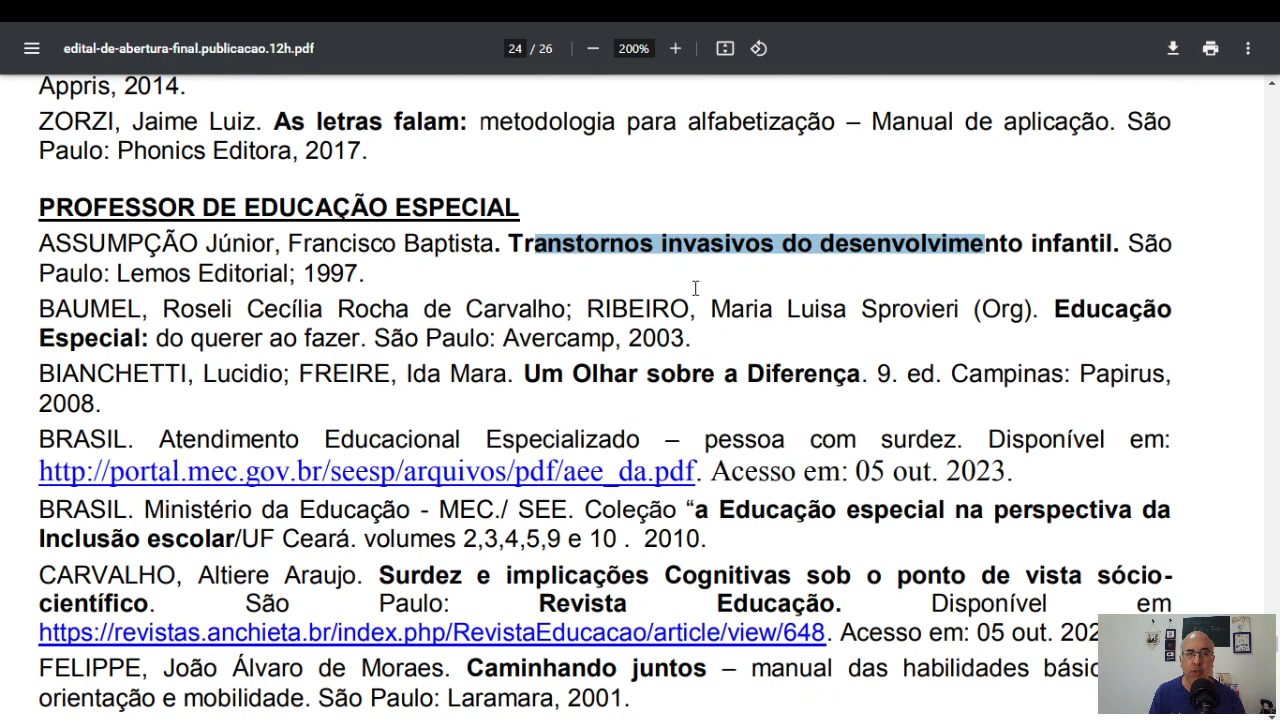 edital-de-abertura-final.publicacao.12h.pdf 24 / 26 200%
Appris, 2014.
ZORZI, Jaime Luiz. As letras falam: metodologia para alfabetização – Manual de aplicação. São
Paulo: Phonics Editora, 2017.
PROFESSOR DE EDUCAÇÃO ESPECIAL
ASSUMPÇÃO Júnior, Francisco Baptista. Transtornos invasivos do desenvolvimento infantil. São
Paulo: Lemos Editorial; 1997.
BAUMEL, Roseli Cecília Rocha de Carvalho; RIBEIRO, Maria Luisa Sprovieri (Org). Educação
Especial: do querer ao fazer. São Paulo: Avercamp, 2003.
BIANCHETTI, Lucidio; FREIRE, Ida Mara. Um Olhar sobre a Diferença. 9. ed. Campinas: Papirus,
2008.
BRASIL. Atendimento Educacional Especializado – pessoa com surdez. Disponível em:
http://portal.mec.gov.br/seesp/arquivos/pdf/aee_da.pdf. Acesso em: 05 out. 2023.
BRASIL. Ministério da Educação - MEC./ SEE. Coleção “a Educação especial na perspectiva da
Inclusão escolar/UF Ceará. volumes 2,3,4,5,9 e 10 . 2010.
CARVALHO, Altiere Araujo. Surdez e implicações Cognitivas sob o ponto de vista sócio-
científico. São Paulo: Revista Educação. Disponível em
https://revistas.anchieta.br/index.php/RevistaEducacao/article/view/648. Acesso em: 05 out. 202
FELIPPE, João Álvaro de Moraes. Caminhando juntos – manual das habilidades básic
orientação e mobilidade. São Paulo: Laramara, 2001.